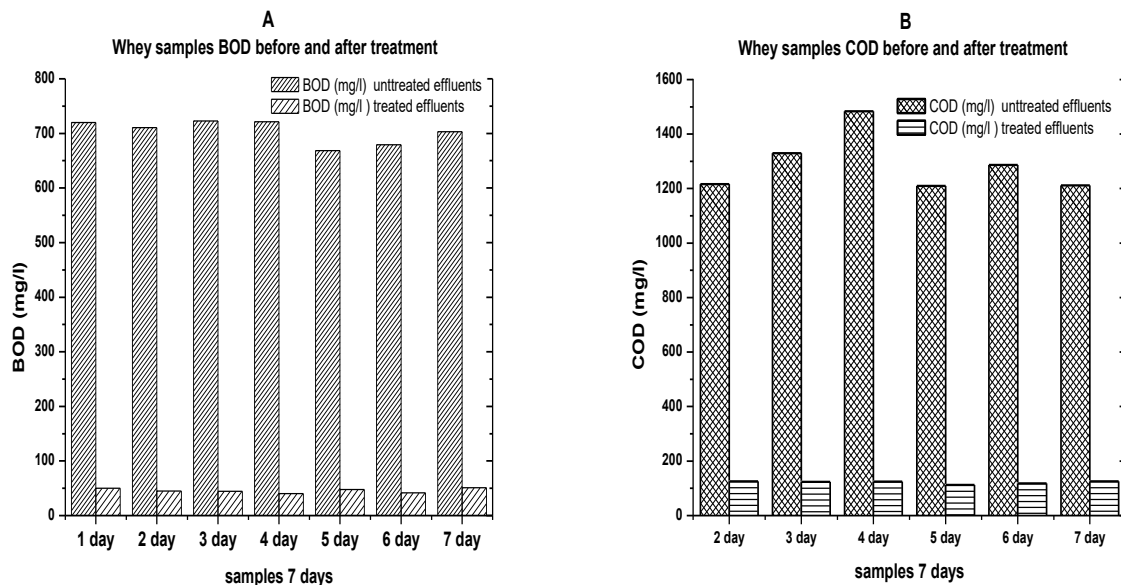 A
Whey samples BOD before and after treatment
BOD (mg/l) unttreated effluents
BOD (mg/l ) treated effluents
800
700
600
500
400
300
200
100
0
BOD (mg/l)
1 day 2 day 3 day 4 day 5 day 6 day 7 day
samples 7 days
B
Whey samples COD before and after treatment
COD (mg/l) unttreated effluents
COD (mg/l ) treated effluents
1600
1400
1200
1000
800
600
400
200
0
COD (mg/l)
2 day 3 day 4 day 5 day 6 day 7 day
samples 7 days